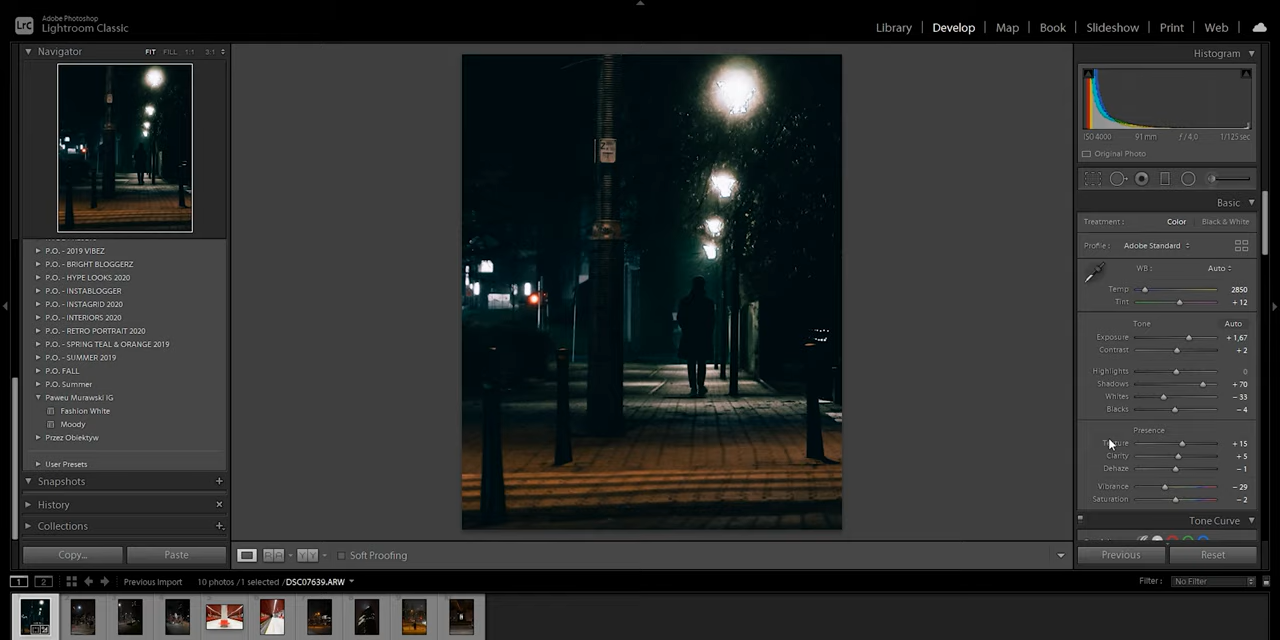 LrC
Adobe Photoshop
Lightroom Classic
Library
Develop
Map
Book
Slideshow
Print
Web
Navigator
FIT FILL 1:1 3:1
P.O. - 2019 VIBEZ
P.O. - BRIGHT BLOGGERZ
P.O. - HYPE LOOKS 2020
P.O. - INSTABLOGGER
P.O. - INSTAGRID 2020
P.O. - INTERIORS 2020
P.O. - RETRO PORTRAIT 2020
P.O. - SPRING TEAL & ORANGE 2019
P.O. - SUMMER 2019
P.O. FALL
P.O. Summer
Paweu Murawski IG
Fashion White
Moody
Przez Obiektyw
User Presets
Snapshots
History
Collections
Copy...
Paste
Soft Proofing
Histogram
ISO 4000 91 mm ƒ / 4,0 1/125 sec
Original Photo
Basic
Treatment : Color Black & White
Profile : Adobe Standard
WB : Auto
Temp 2850
Tint + 12
Tone Auto
Exposure + 1,67
Contrast + 2
Highlights 0
Shadows + 70
Whites - 33
Blacks - 4
Presence
Texture + 15
Clarity + 5
Dehaze - 1
Vibrance - 29
Saturation - 2
Tone Curve
Previous
Reset
1 2 Previous Import 10 photos / 1 selected / DSC07639.ARW
Filter : No Filter